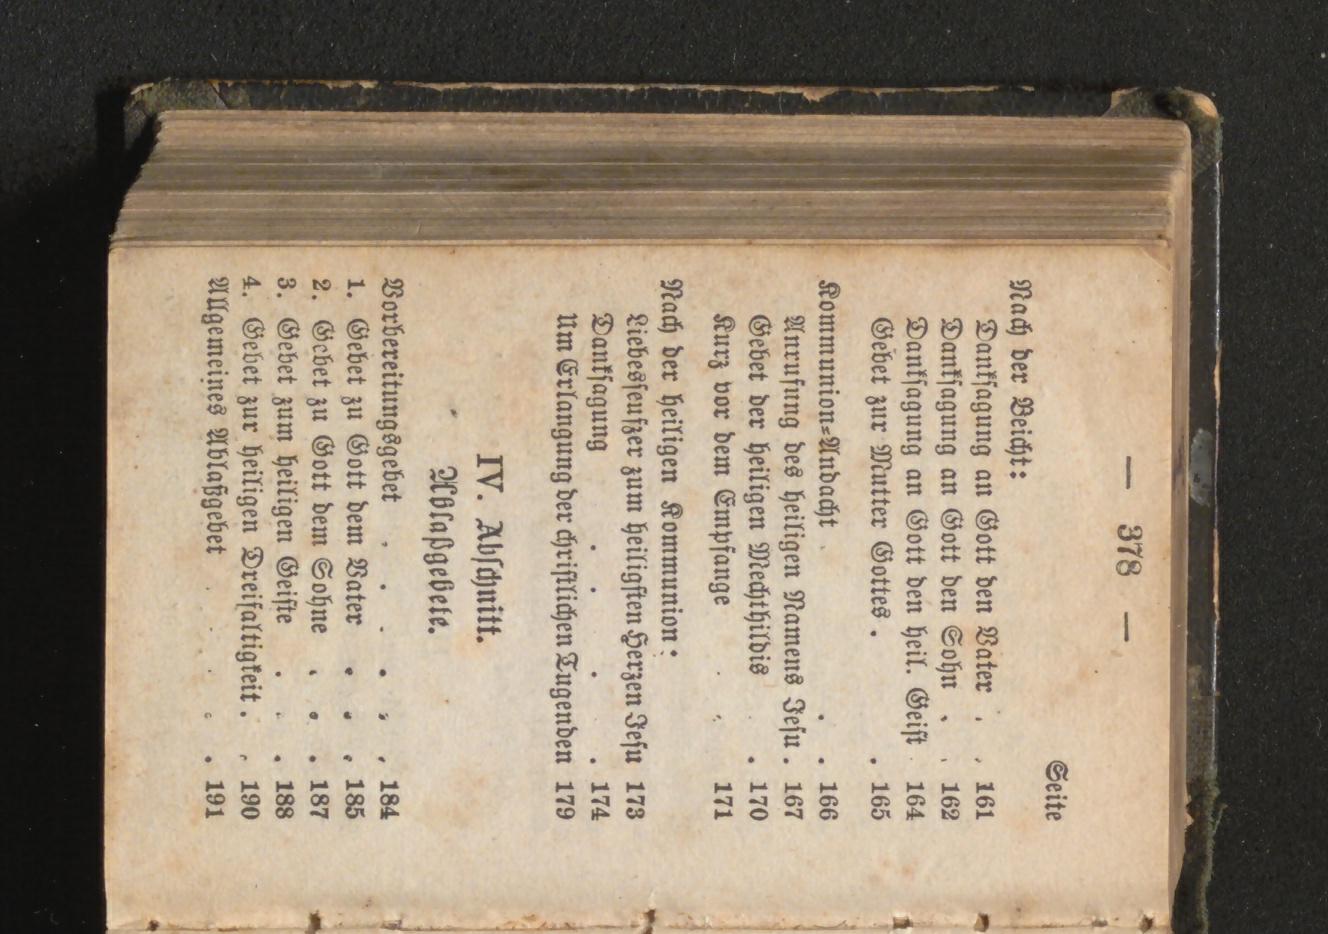 — 378 —
Seite
Nach der Beicht:
Dankſagung an Gott den Vater . . 161
Dankſagung an Gott den Sohn . . 162
Dankſagung an Gott den heil. Geiſt . 164
Gebet zur Mutter Gottes . . 165
Kommunion-Andacht . . 166
Anrufung des heiligen Namens Jeſu . 167
Gebet der heiligen Mechthildis . . 170
Kurz vor dem Empfange . . 171
Nach der heiligen Kommunion:
Liebesſeufzer zum heiligſten Herzen Jeſu 173
Dankſagung . . . . . 174
Um Erlangung der chriſtlichen Tugenden 179
IV. Abſchnitt.
Ablaßgebete.
Vorbereitungsgebet . . . . . . 184
1. Gebet zu Gott dem Vater . . . 185
2. Gebet zu Gott dem Sohne . . . 187
3. Gebet zum heiligen Geiſte . . . 188
4. Gebet zur heiligen Dreifaltigkeit . . 190
Allgemeines Ablaßgebet . . . . 191